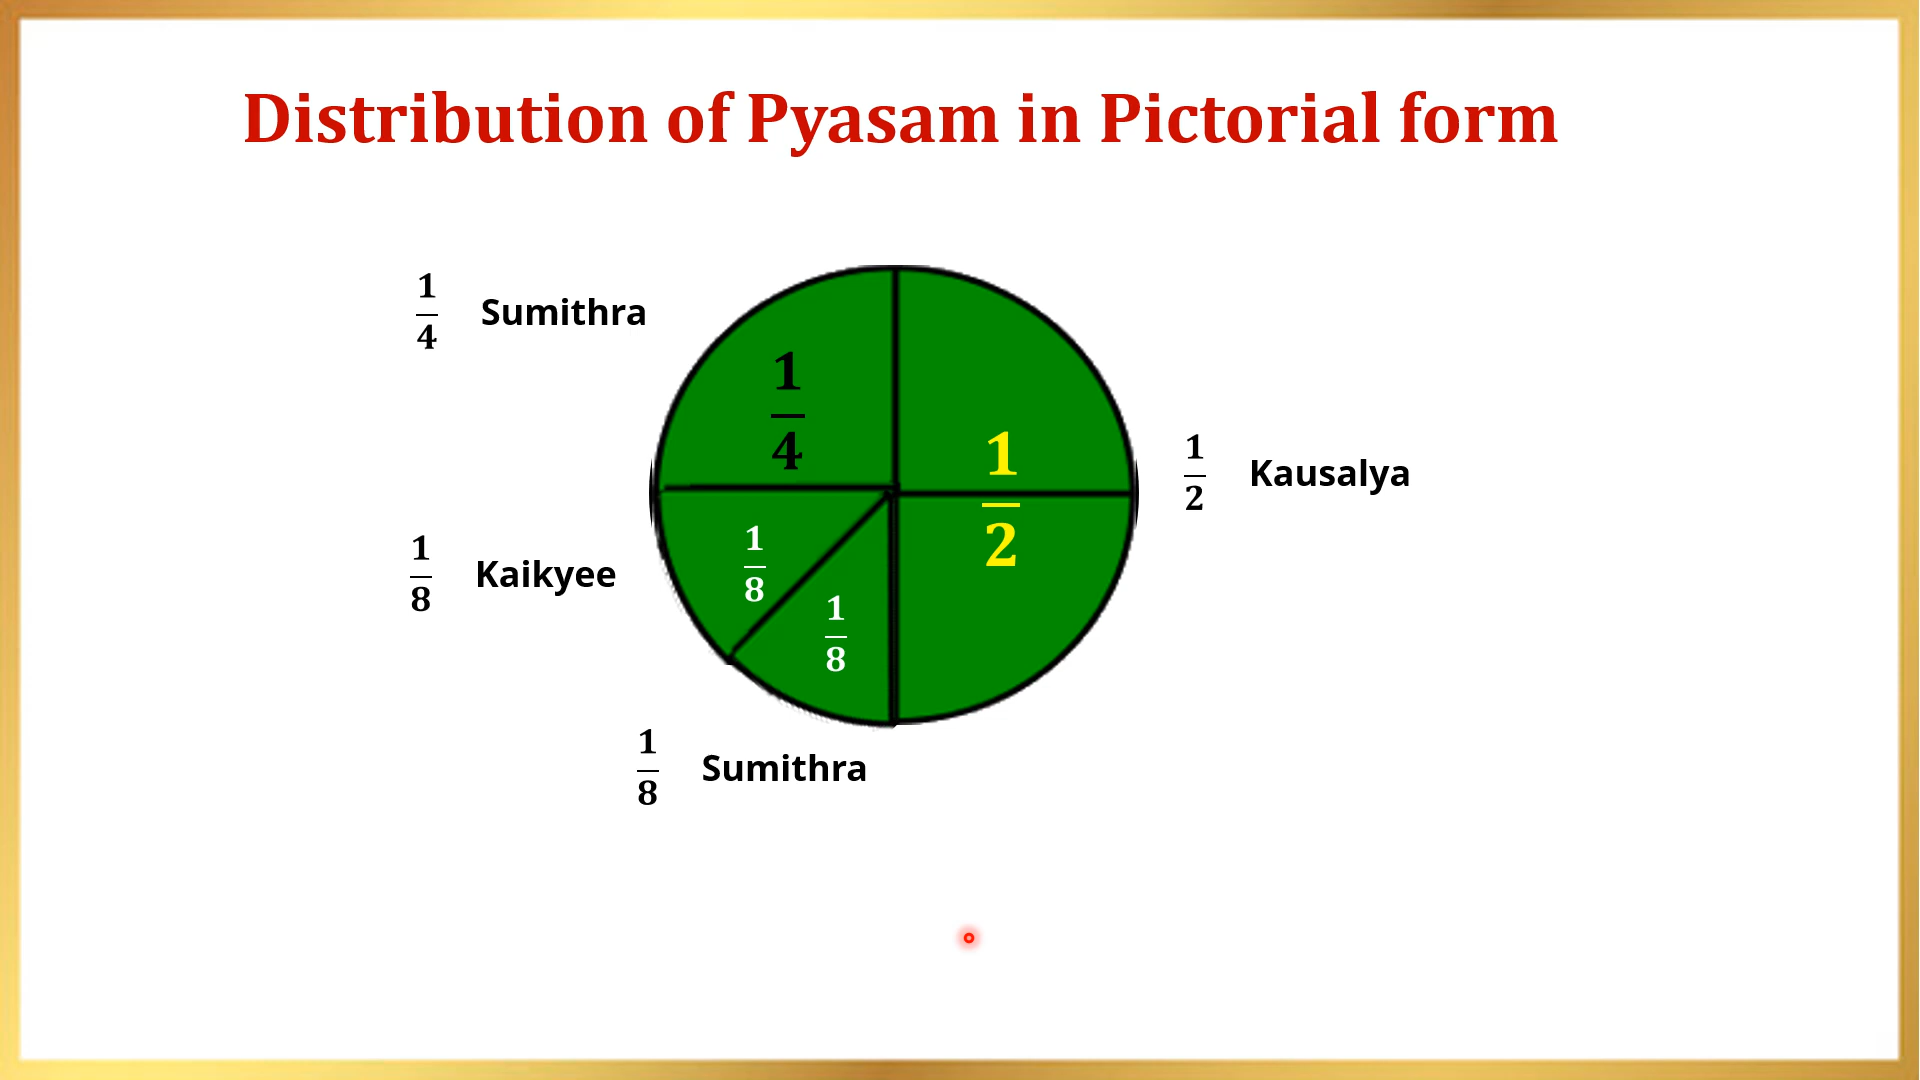 Distribution of Pyasam in Pictorial form
1/4 Sumithra
1/4
1/2
1/2 Kausalya
1/8
1/8 Kaikyee
1/8
1/8 Sumithra